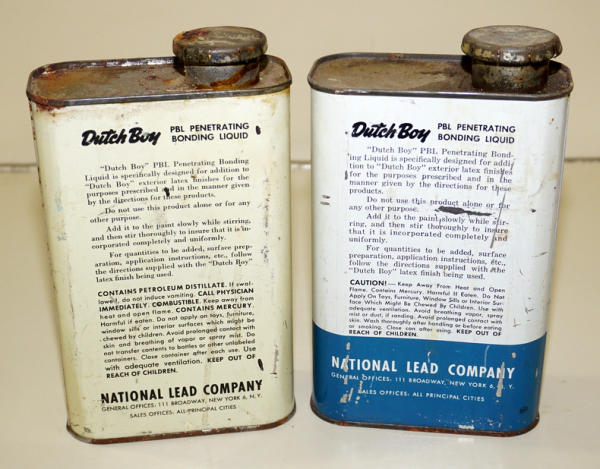 Dutch Boy PBL PENETRATING
BONDING LIQUID
"Dutch Boy" PBL Penetrating Bonding
Liquid is specifically designed for addition to
"Dutch Boy" exterior latex finishes for the
purposes prescribed and in the manner given
by the directions for these products.
Do not use this product alone or for any
other purpose.
Add it to the paint slowly while stirring,
and then stir thoroughly to insure that it is in-
corporated completely and uniformly.
For quantities to be added, surface prep-
aration, application instructions, etc., follow
the directions supplied with the "Dutch Boy"
latex finish being used.
CONTAINS PETROLEUM DISTILLATE. If swal-
lowed, do not induce vomiting. CALL PHYSICIAN
IMMEDIATELY. COMBUSTIBLE. Keep away from
heat and open flame. CONTAINS MERCURY.
Harmful if eaten. Do not apply on toys, furniture,
window sills or interior surfaces which might be
chewed by children. Avoid prolonged contact with
skin and breathing of vapor or spray mist. Do
not transfer contents to bottles or other unlabeled
containers. Close container after each use. Use
with adequate ventilation. KEEP OUT OF
REACH OF CHILDREN.
NATIONAL LEAD COMPANY
GENERAL OFFICES: 111 BROADWAY, NEW YORK 6, N. Y.
SALES OFFICES: ALL PRINCIPAL CITIES
Dutch Boy PBL PENETRATING
BONDING LIQUID
"Dutch Boy" PBL Penetrating Bond-
ing Liquid is specifically designed for addi-
tion to "Dutch Boy" exterior latex finishes
for the purposes prescribed and in the
manner given by the directions for these
products.
Do not use this product alone or for
any other purpose.
Add it to the paint slowly while stir-
ring, and then stir thoroughly to insure
that it is incorporated completely and
uniformly.
For quantities to be added, surface
preparation, application instructions, etc.,
follow the directions supplied with the
"Dutch Boy" latex finish being used.
CAUTION!— Keep Away From Heat and Open
Flame. Contains Mercury. Harmful If Eaten. Do Not
Apply On Toys, Furniture, Window Sills or Interior Sur-
face Which Might Be Chewed By Children. Use with
adequate ventilation. Avoid breathing vapor, spray
mist or dust, if sanding. Avoid prolonged contact with
skin. Wash thoroughly after handling or before eating
or smoking. Close can after using. KEEP OUT OF
REACH OF CHILDREN.
NATIONAL LEAD COMPANY
GENERAL OFFICES: 111 BROADWAY, NEW YORK 6, N. Y.
SALES OFFICES: ALL PRINCIPAL CITIES